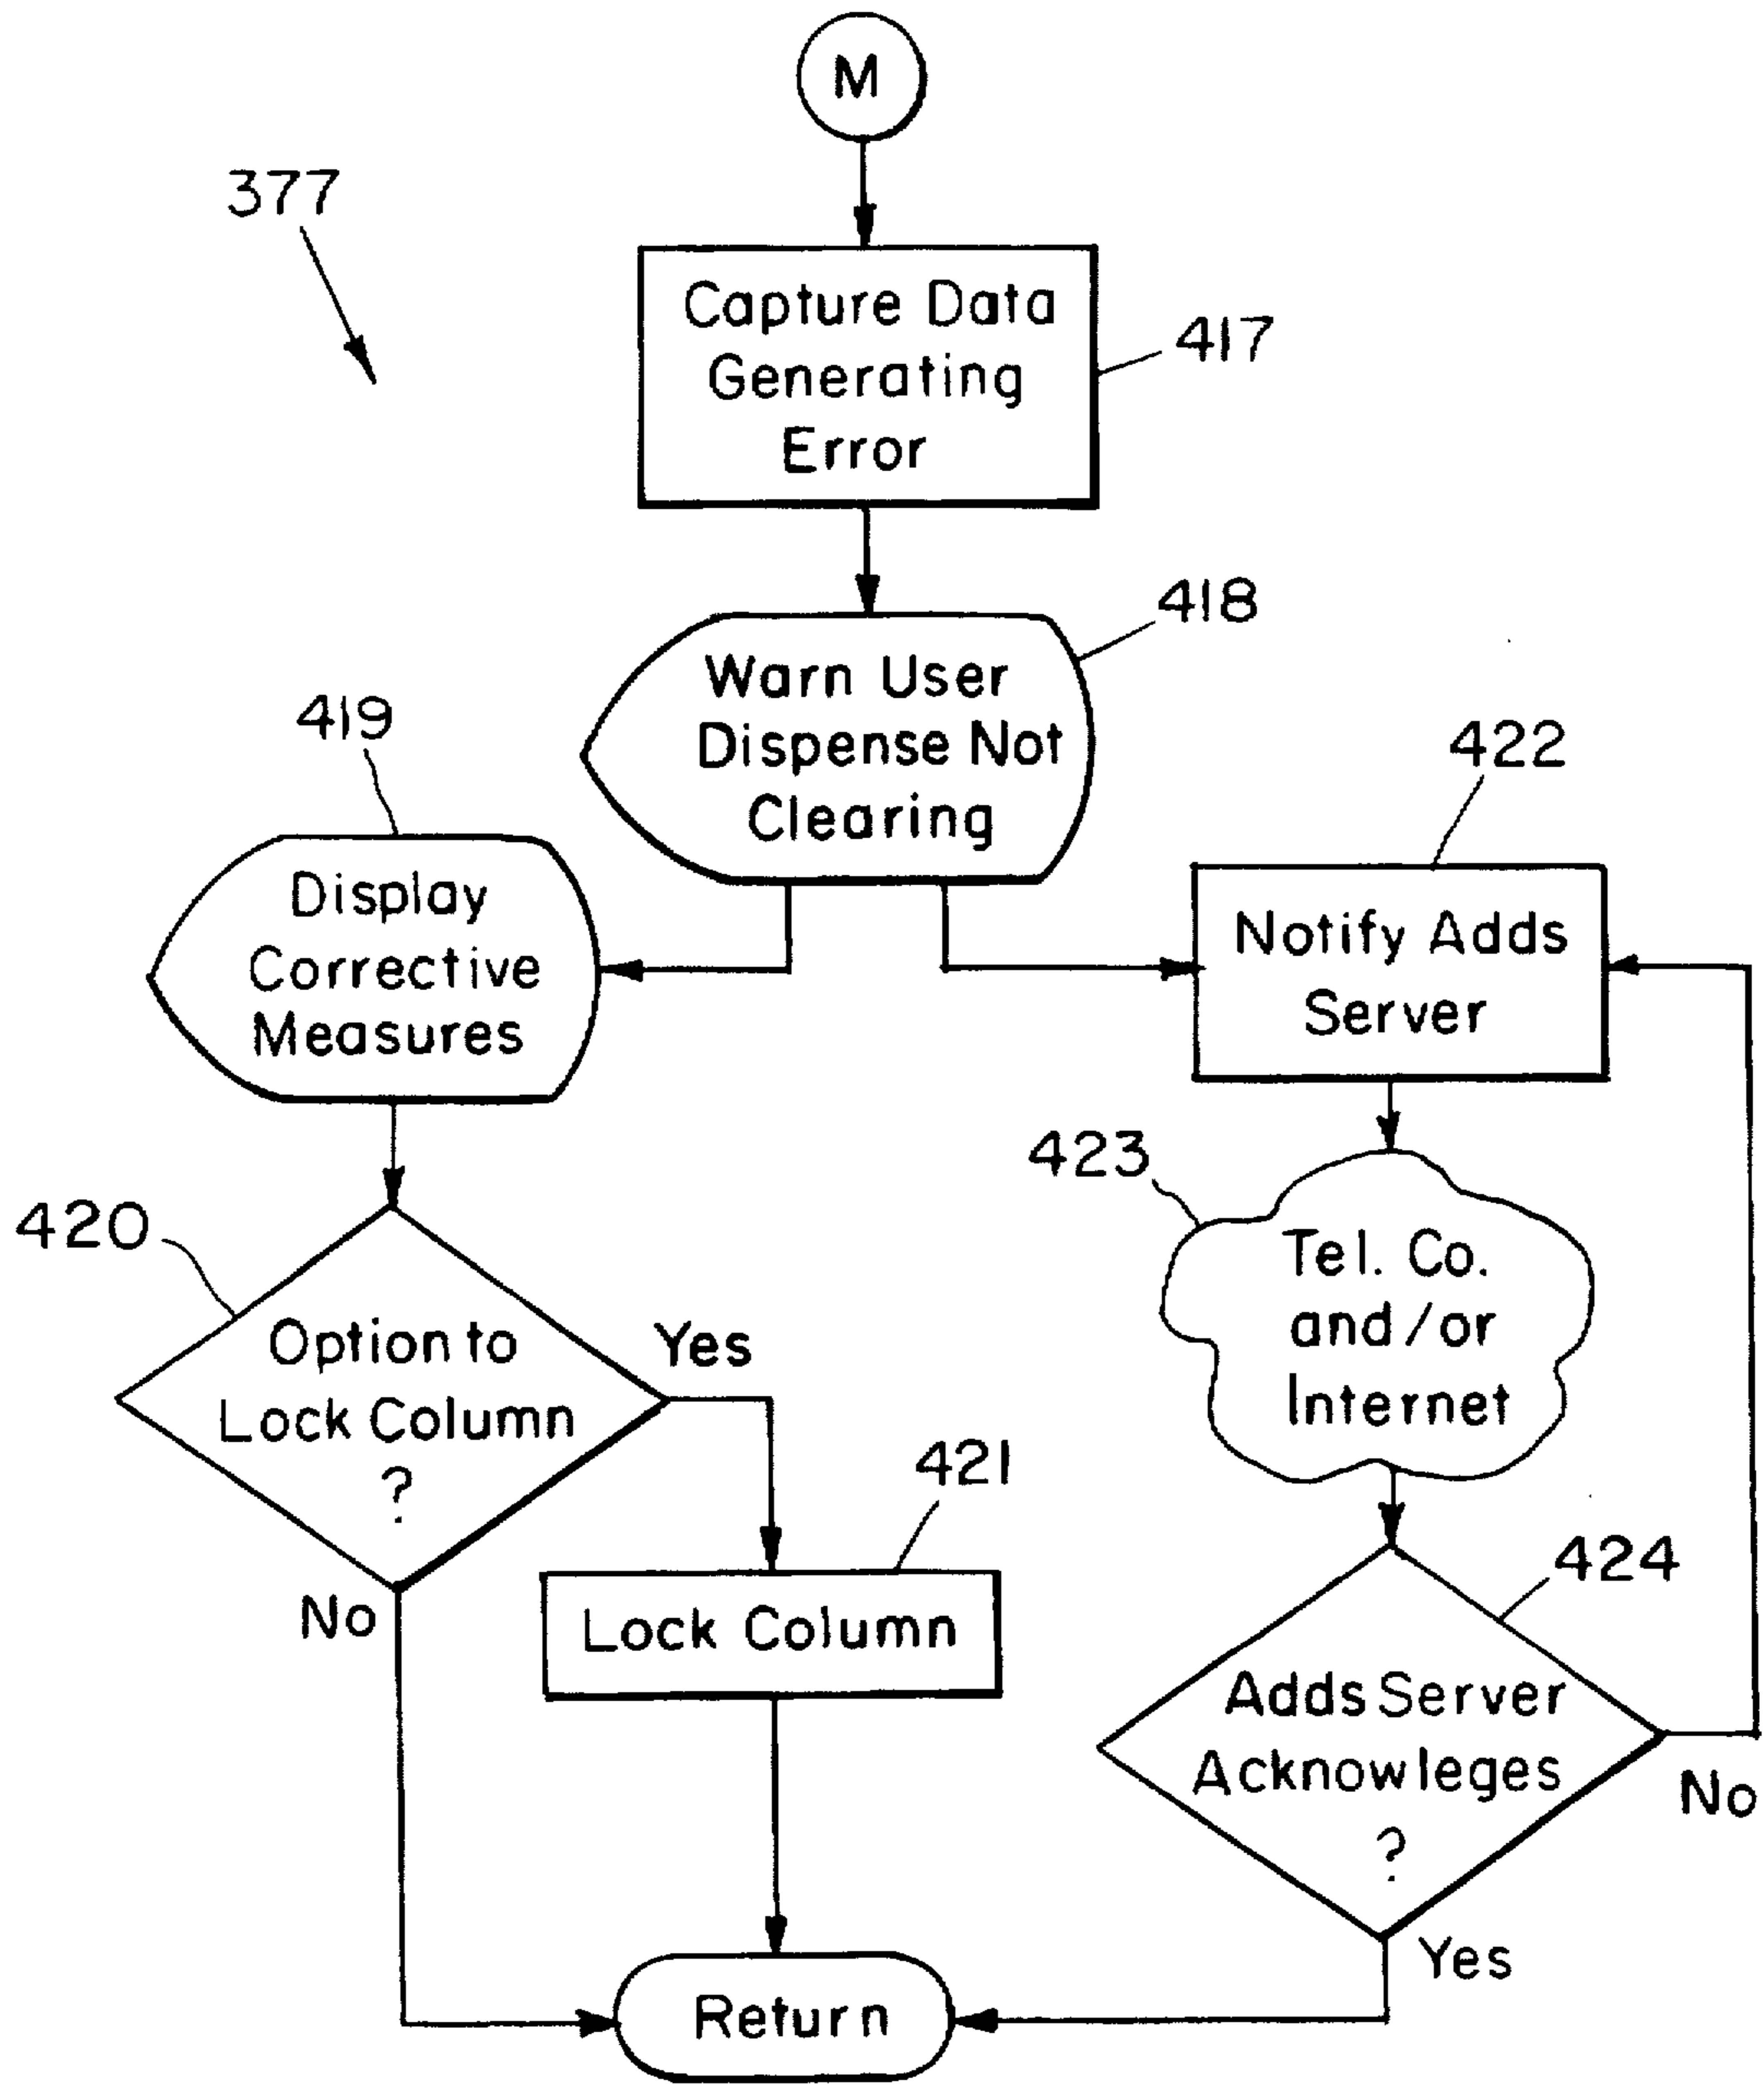 M
377
Capture Data
Generating
Error
417
418
Warn User
Dispense Not
Clearing
419
Display
Corrective
Measures
422
Notify Adds
Server
423
Tel. Co.
and/or
Internet
420
Option to
Lock Column
?
Yes
No
421
Lock Column
424
Adds Server
Acknowleges
?
No
Yes
Return